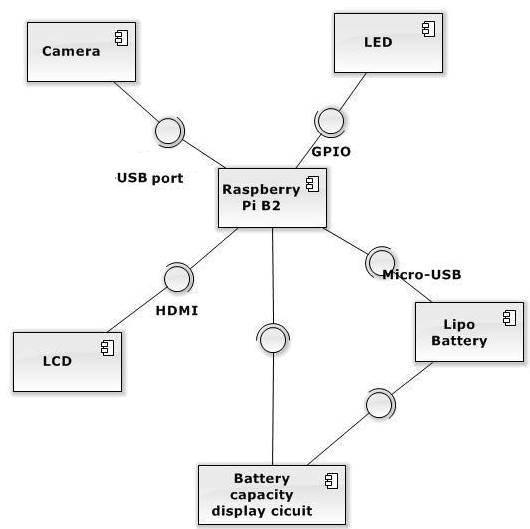 Camera
LED
GPIO
USB port
Raspberry
Pi B2
Micro-USB
HDMI
Lipo
Battery
LCD
Battery
capacity
display cicuit